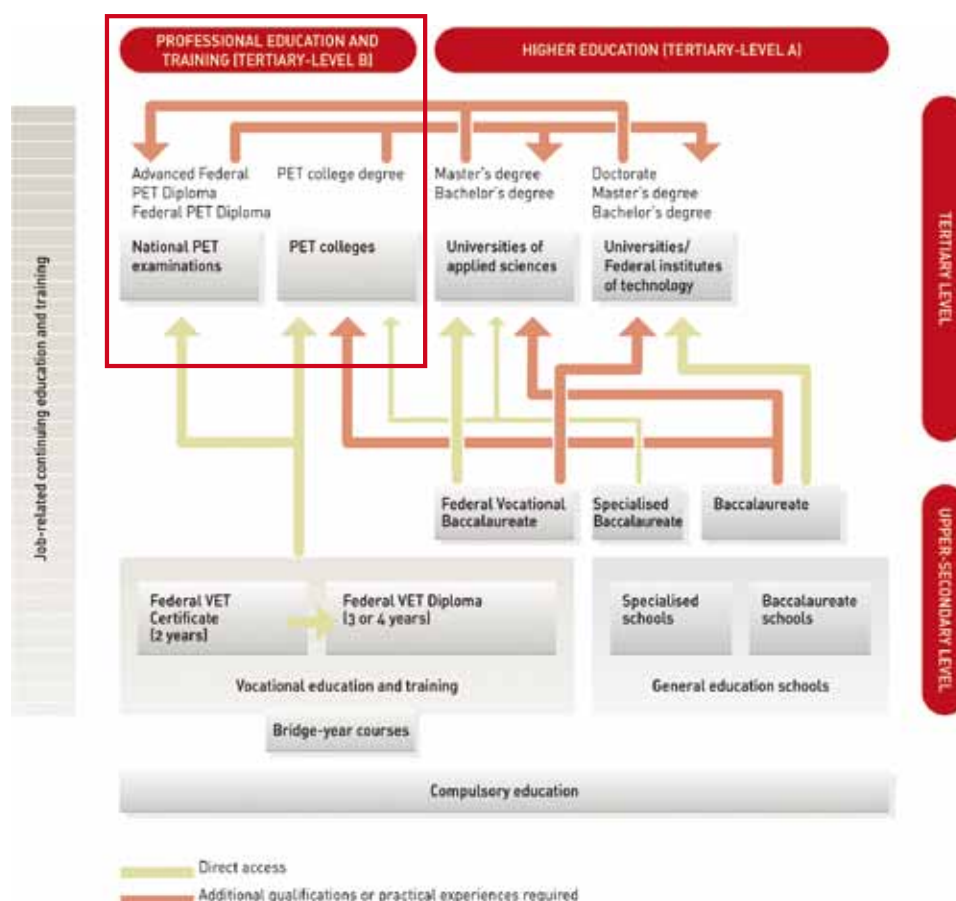 PROFESSIONAL EDUCATION AND
TRAINING (TERTIARY-LEVEL B)
HIGHER EDUCATION (TERTIARY-LEVEL A)
Advanced Federal
PET Diploma
Federal PET Diploma
PET college degree
Master's degree
Bachelor's degree
Doctorate
Master's degree
Bachelor's degree
National PET
examinations
PET colleges
Universities of
applied sciences
Universities/
Federal institutes
of technology
TERTIARY LEVEL
Job-related continuing education and training
Federal Vocational
Baccalaureate
Specialised
Baccalaureate
Baccalaureate
UPPER-SECONDARY LEVEL
Federal VET
Certificate
(2 years)
Federal VET Diploma
(3 or 4 years)
Specialised
schools
Baccalaureate
schools
Vocational education and training
General education schools
Bridge-year courses
Compulsory education
Direct access
Additional qualifications or practical experiences required